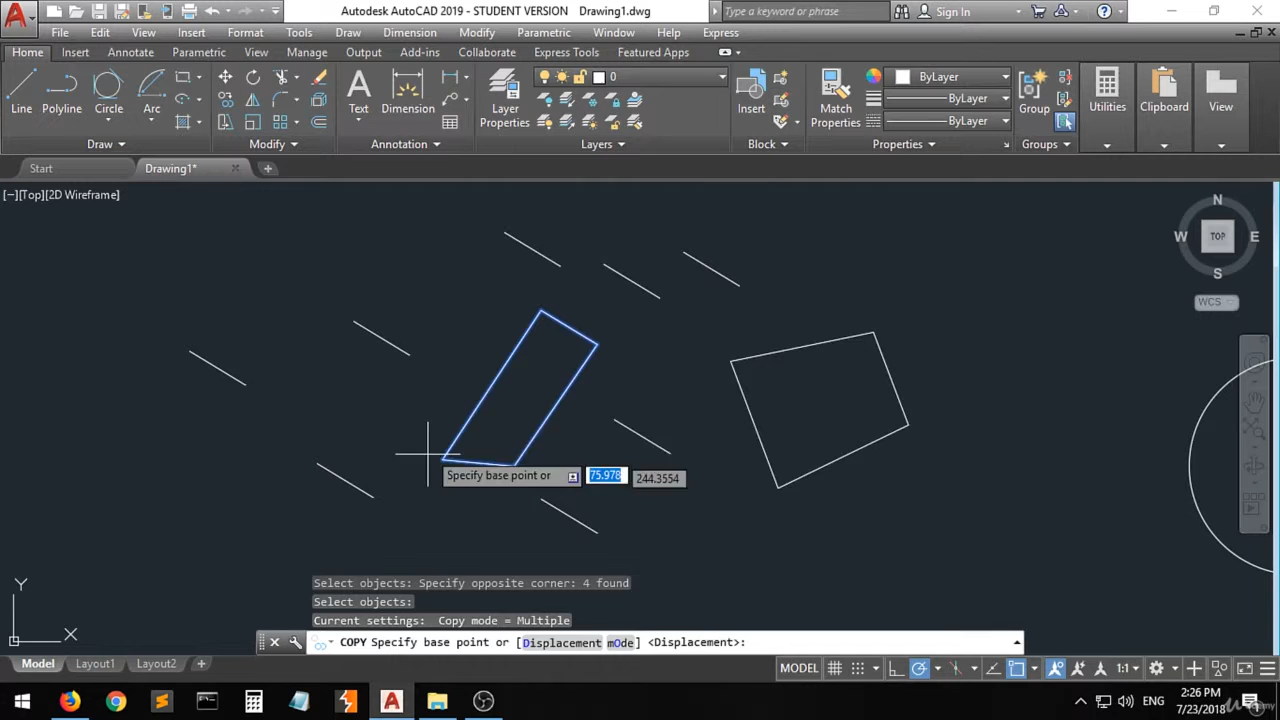 Autodesk AutoCAD 2019 - STUDENT VERSION Drawing1.dwg
Type a keyword or phrase
Sign In
File Edit View Insert Format Tools Draw Dimension Modify Parametric Window Help Express
Home Insert Annotate Parametric View Manage Output Add-ins Collaborate Express Tools Featured Apps
0
ByLayer
ByLayer
ByLayer
Line Polyline Circle Arc
Text Dimension
Layer
Properties
Insert
Match
Properties
Group
Utilities
Clipboard
View
Draw Modify Annotation Layers Block Properties Groups
Start Drawing1*
[−][Top][2D Wireframe]
N
W TOP E
S
WCS
Specify base point or 75.978 244.3554
Select objects: Specify opposite corner: 4 found
Select objects:
Current settings: Copy mode = Multiple
COPY Specify base point or [Displacement mOde] <Displacement>:
Y
X
Model Layout1 Layout2
MODEL 1:1
ENG
2:26 PM
7/23/2018